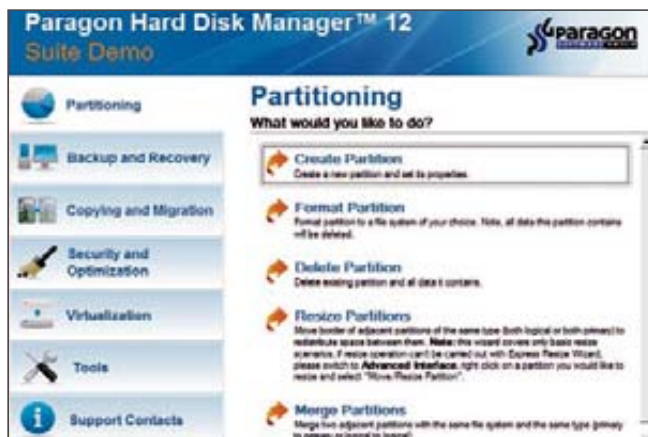 Paragon Hard Disk Manager™ 12
Suite Demo
Paragon
SOFTWARE GROUP
Partitioning
Backup and Recovery
Copying and Migration
Security and
Optimization
Virtualization
Tools
Support Contacts
Partitioning
What would you like to do?
Create Partition
Create a new partition and set its properties.
Format Partition
Format partition to a file system of your choice. Note, all data this partition contains
will be deleted.
Delete Partition
Delete existing partition and all data it contains.
Resize Partitions
Move border of adjacent partitions of the same type (both logical or both primary) to
redistribute space between them. Note: this wizard covers only basic resize
scenarios, if resize operation can't be carried out with Express Resize Wizard,
please switch to Advanced Interface, right click on a partition you would like to
resize and select "Move/Resize Partition".
Merge Partitions
Merge two adjacent partitions with the same file system and the same type (primary
to primary or logical to logical)